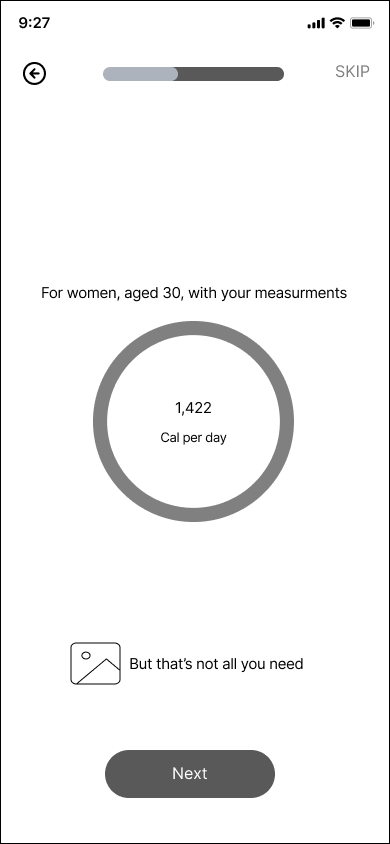 9:27
SKIP
For women, aged 30, with your measurments
1,422
Cal per day
But that's not all you need
Next